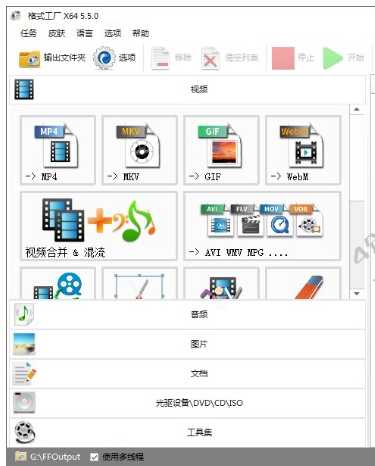 格式工厂 X64 5.5.0
任务 皮肤 语言 选项 帮助
输出文件夹 选项 移除 清空列表 停止 开始
视频
MP4 MKV GIF WebM
-> MP4 -> MKV -> GIF -> WebM
AVI FLV MOV VOB
视频合并 & 混流 -> AVI WMV MPG ....
音频
图片
文档
光驱设备\DVD\CD\ISO
工具集
G:\FFOutput 使用多线程